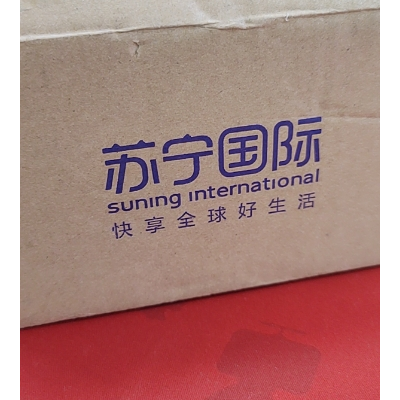 苏宁国际
suning international
快享全球好生活